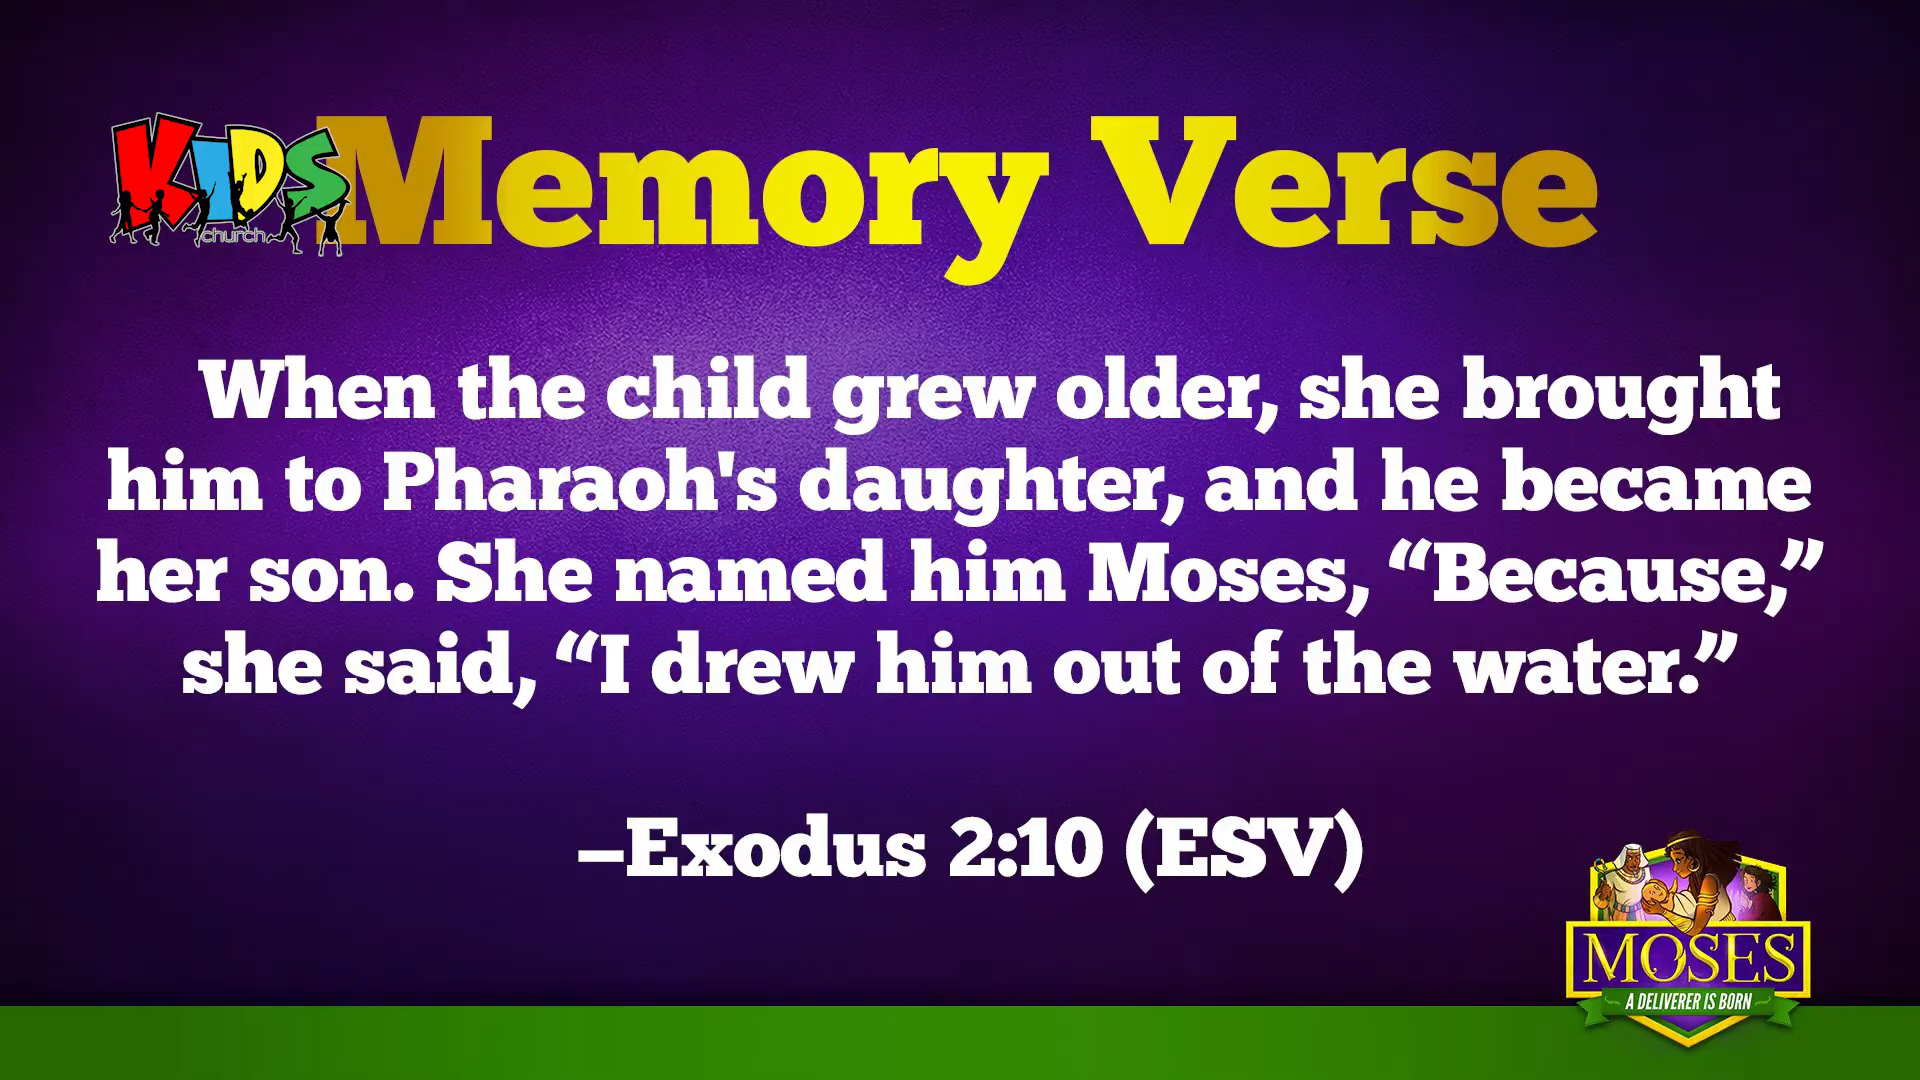 KIDS
church
Memory Verse
When the child grew older, she brought
him to Pharaoh's daughter, and he became
her son. She named him Moses, “Because,”
she said, “I drew him out of the water.”
–Exodus 2:10 (ESV)
MOSES
A DELIVERER IS BORN